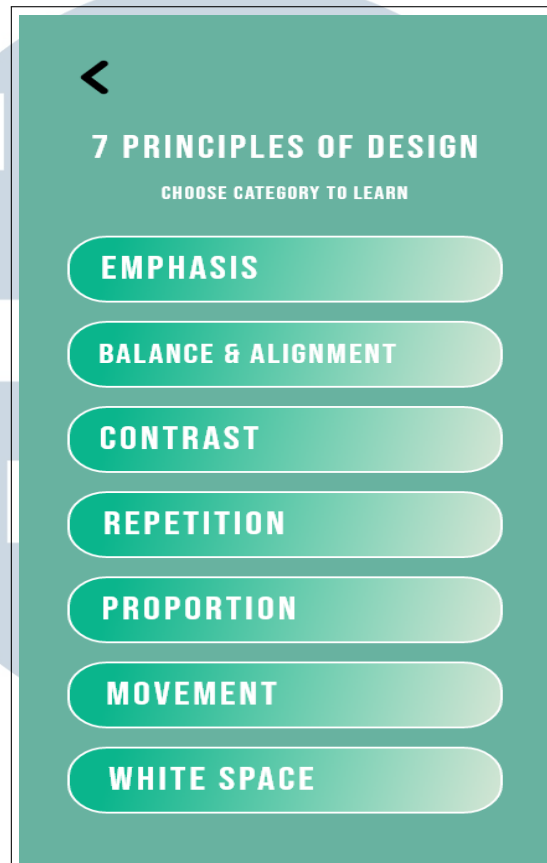 7 PRINCIPLES OF DESIGN
CHOOSE CATEGORY TO LEARN
EMPHASIS
BALANCE & ALIGNMENT
CONTRAST
REPETITION
PROPORTION
MOVEMENT
WHITE SPACE